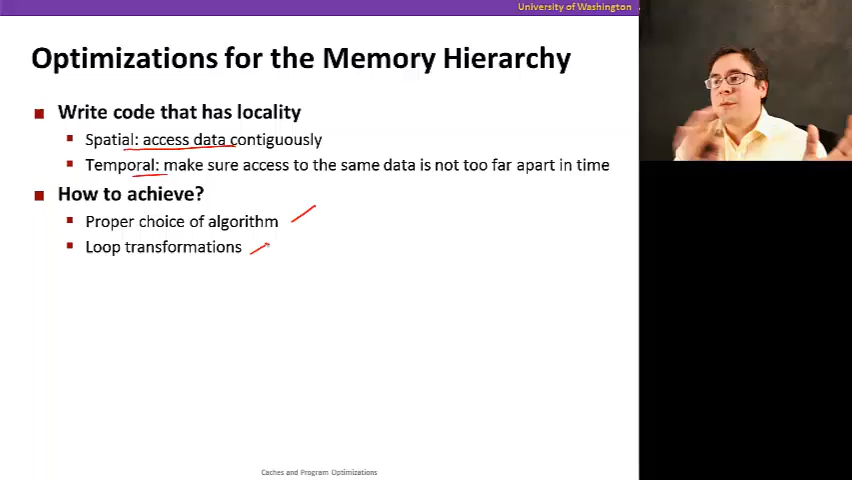 University of Washington
Optimizations for the Memory Hierarchy
Write code that has locality
Spatial: access data contiguously
Temporal: make sure access to the same data is not too far apart in time
How to achieve?
Proper choice of algorithm
Loop transformations
Caches and Program Optimizations